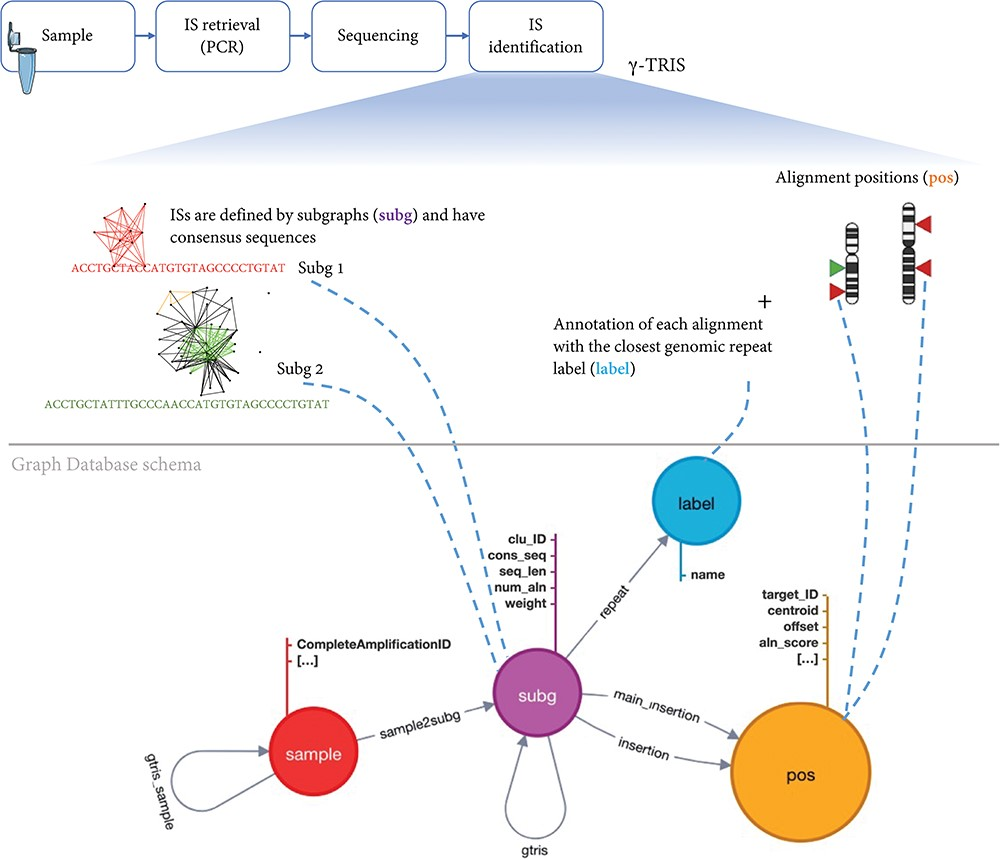 Sample
IS retrieval
(PCR)
Sequencing
IS
identification
γ-TRIS
Alignment positions (pos)
ISs are defined by subgraphs (subg) and have
consensus sequences
ACCTGCTACCATGTGTAGCCCCTGTAT
Subg 1
+
Annotation of each alignment
with the closest genomic repeat
label (label)
Subg 2
ACCTGCTATTTGCCCAACCATGTGTAGCCCCTGTAT
Graph Database schema
label
name
clu_ID
cons_seq
seq_len
num_aln
weight
repeat
target_ID
centroid
offset
aln_score
[...]
CompleteAmplificationID
[...]
subg
main_insertion
sample2subg
insertion
sample
pos
gtris_sample
gtris